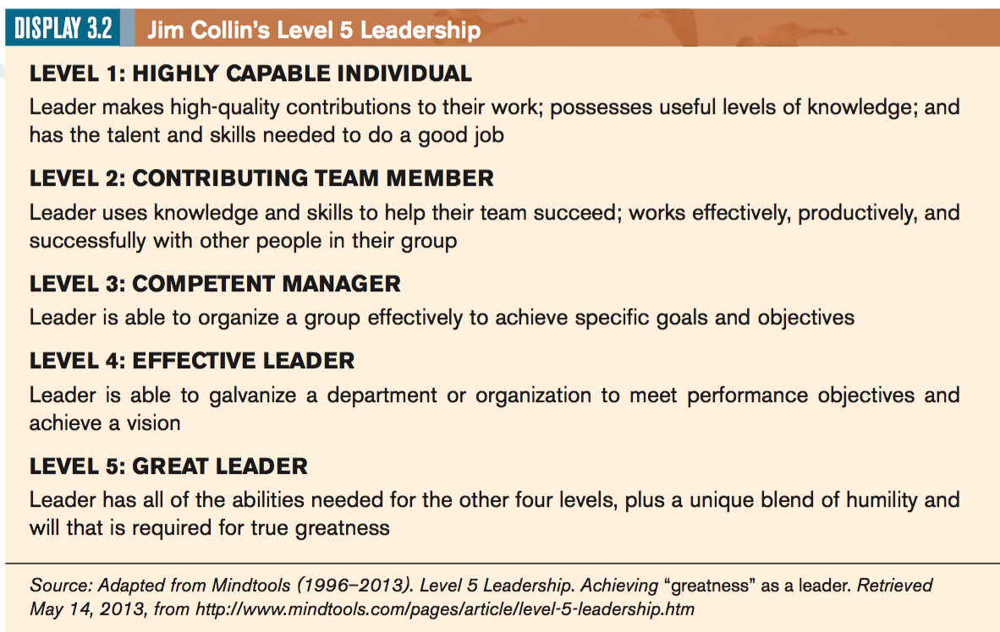 DISPLAY 3.2 Jim Collin's Level 5 Leadership
LEVEL 1: HIGHLY CAPABLE INDIVIDUAL
Leader makes high-quality contributions to their work; possesses useful levels of knowledge; and
has the talent and skills needed to do a good job
LEVEL 2: CONTRIBUTING TEAM MEMBER
Leader uses knowledge and skills to help their team succeed; works effectively, productively, and
successfully with other people in their group
LEVEL 3: COMPETENT MANAGER
Leader is able to organize a group effectively to achieve specific goals and objectives
LEVEL 4: EFFECTIVE LEADER
Leader is able to galvanize a department or organization to meet performance objectives and
achieve a vision
LEVEL 5: GREAT LEADER
Leader has all of the abilities needed for the other four levels, plus a unique blend of humility and
will that is required for true greatness
Source: Adapted from Mindtools (1996–2013). Level 5 Leadership. Achieving “greatness” as a leader. Retrieved
May 14, 2013, from http://www.mindtools.com/pages/article/level-5-leadership.htm